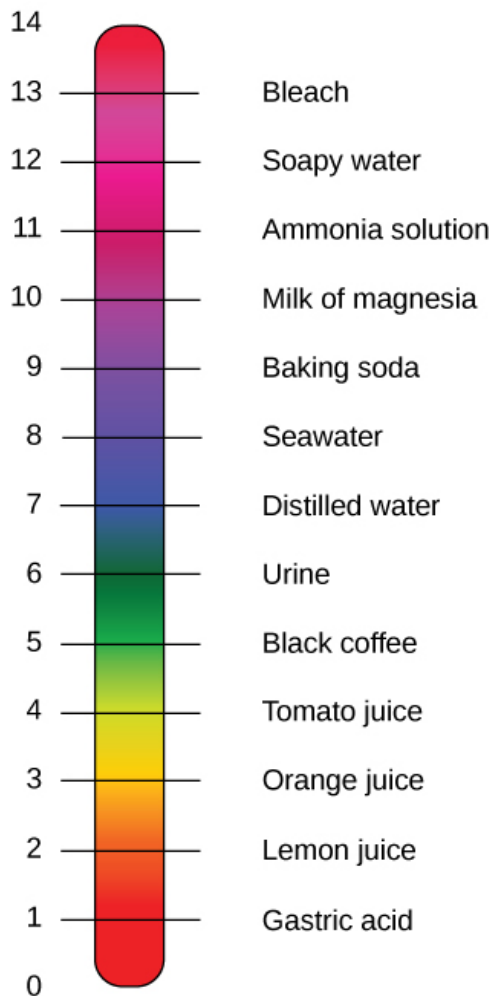 14
13 Bleach
12 Soapy water
11 Ammonia solution
10 Milk of magnesia
9 Baking soda
8 Seawater
7 Distilled water
6 Urine
5 Black coffee
4 Tomato juice
3 Orange juice
2 Lemon juice
1 Gastric acid
0